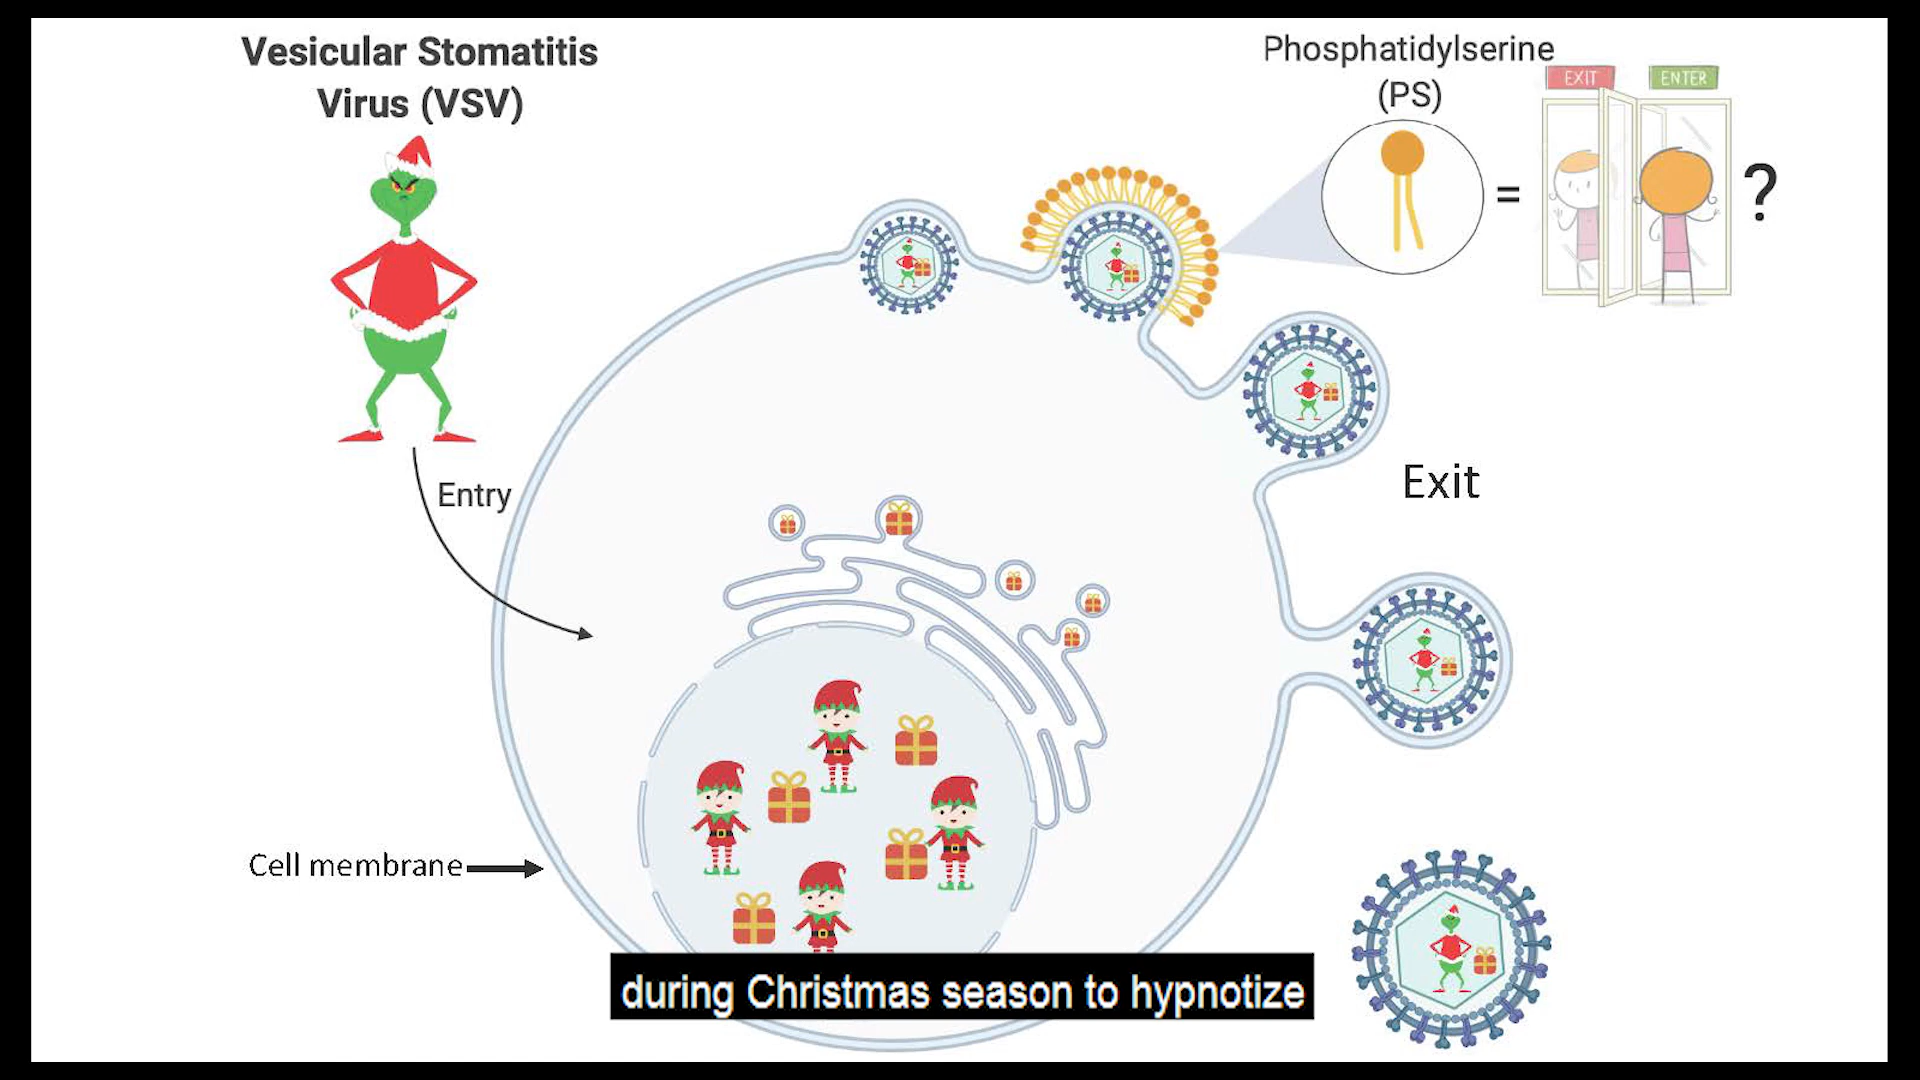 Vesicular Stomatitis
Virus (VSV)
Phosphatidylserine
(PS)
EXIT
ENTER
=
?
Entry
Exit
Cell membrane
during Christmas season to hypnotize